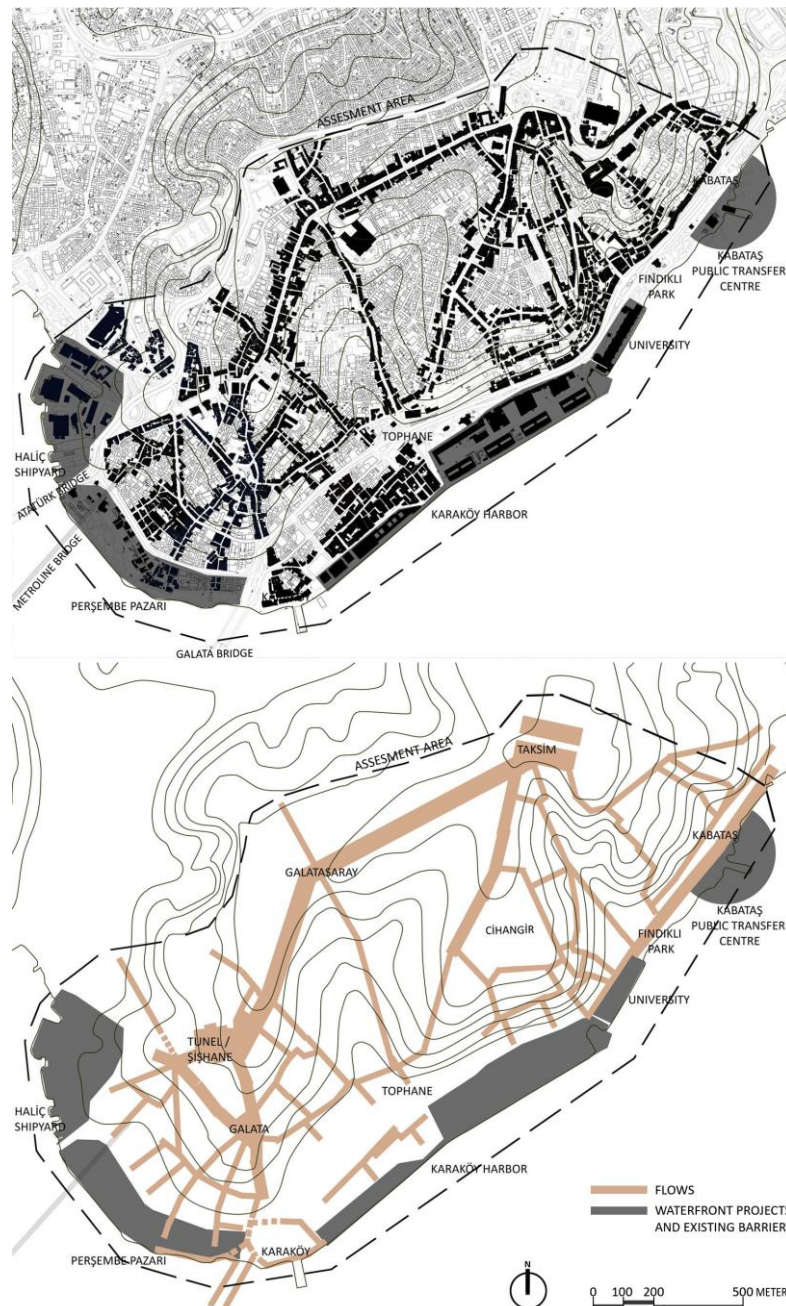 ASSESMENT AREA
KABATAŞ
KABATAŞ
PUBLIC TRANSFER
CENTRE
FINDIKLI
PARK
UNIVERSITY
TOPHANE
HALİÇ
SHIPYARD
ATATÜRK BRIDGE
KARAKÖY HARBOR
METROLINE BRIDGE
PERŞEMBE PAZARI
GALATA BRIDGE
TAKSİM
ASSESMENT AREA
KABATAŞ
GALATASARAY
KABATAŞ
PUBLIC TRANSFER
CENTRE
CİHANGİR
FINDIKLI
PARK
UNIVERSITY
TUNEL /
ŞİŞHANE
TOPHANE
HALİÇ
SHIPYARD
GALATA
KARAKÖY HARBOR
FLOWS
WATERFRONT PROJECTS
AND EXISTING BARRIER
KARAKÖY
PERŞEMBE PAZARI
N
0 100 200 500 METER